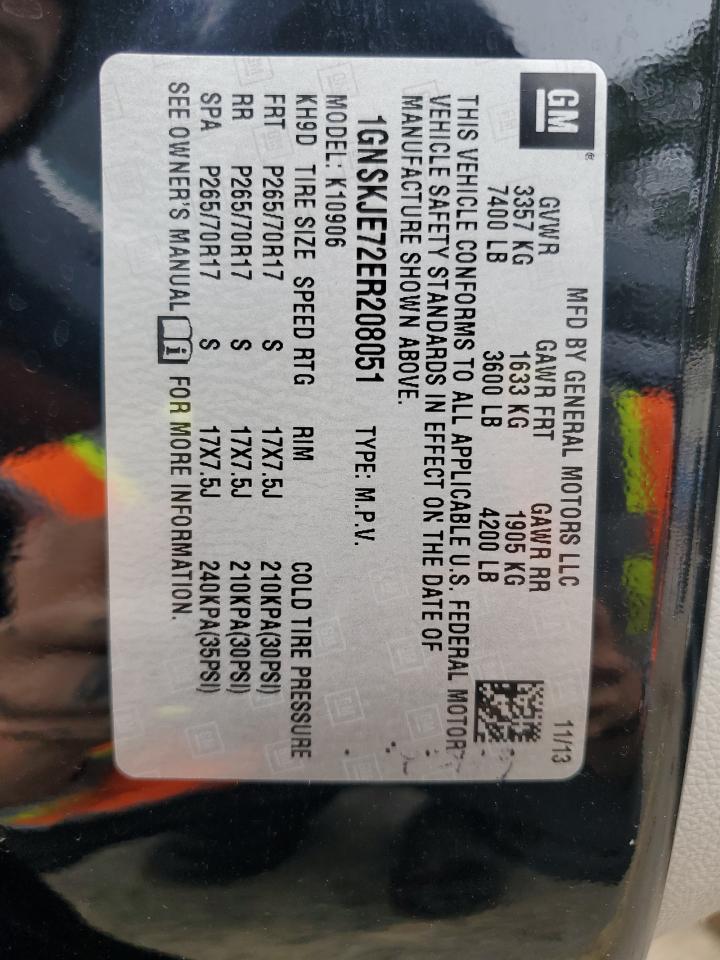 GM
MFD BY GENERAL MOTORS LLC 11/13
GVWR GAWR FRT GAWR RR
3357 KG 1633 KG 1905 KG
7400 LB 3600 LB 4200 LB
THIS VEHICLE CONFORMS TO ALL APPLICABLE U.S. FEDERAL MOTOR
VEHICLE SAFETY STANDARDS IN EFFECT ON THE DATE OF
MANUFACTURE SHOWN ABOVE.
1GNSKJE72ER208051 TYPE: M.P.V.
MODEL: K10906
KH9D TIRE SIZE SPEED RTG RIM COLD TIRE PRESSURE
FRT P265/70R17 S 17X7.5J 210KPA(30PSI)
RR P265/70R17 S 17X7.5J 210KPA(30PSI)
SPA P265/70R17 S 17X7.5J 240KPA(35PSI)
SEE OWNER'S MANUAL FOR MORE INFORMATION.